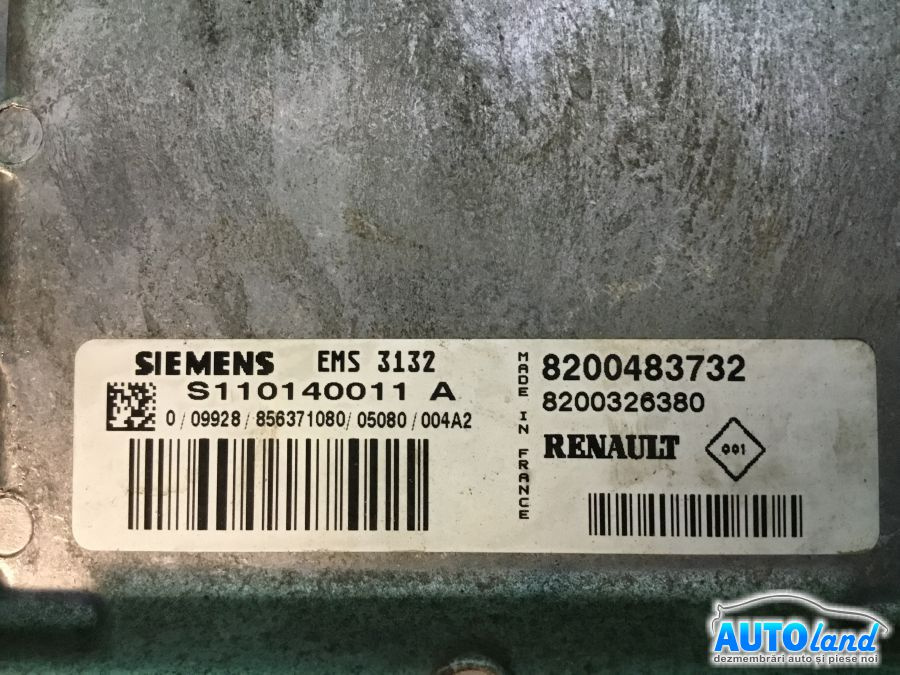 SIEMENS EMS 3132
S110140011 A
0 / 09928 / 856371080 / 05080 / 004A2
MADE IN FRANCE
8200483732
8200326380
RENAULT 001
AUTOland
dezmembrări auto și piese noi